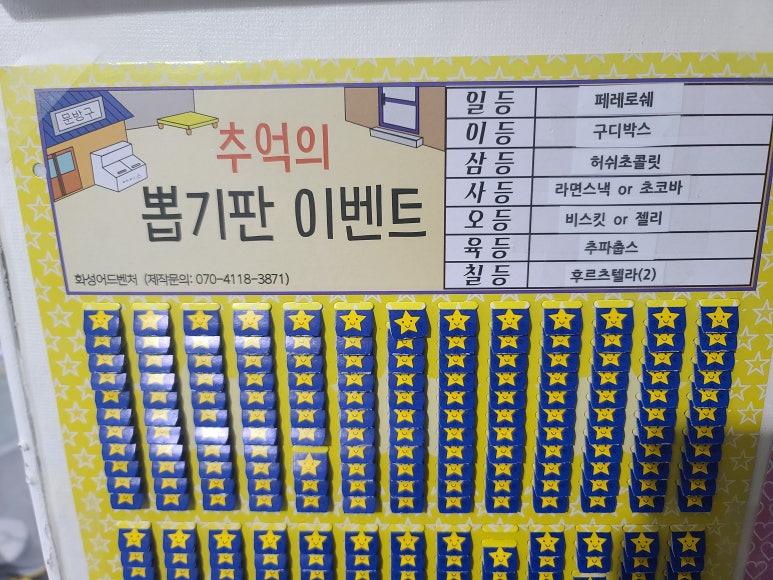 문방구
추억의
뽑기판 이벤트
화성어드벤처 (제작문의: 070-4118-3871)
일 등 페레로쉐
이 등 구디박스
삼 등 허쉬초콜릿
사 등 라면스낵 or 초코바
오 등 비스킷 or 젤리
육 등 추파춥스
칠 등 후르츠텔라(2)